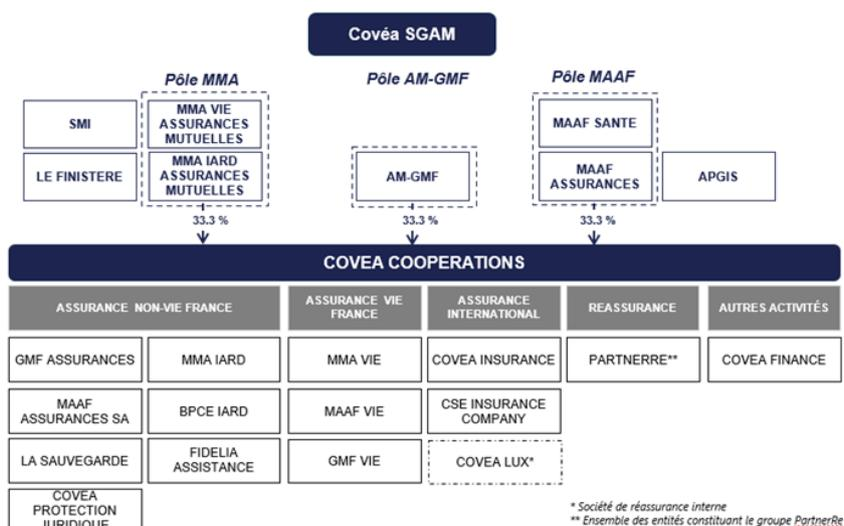 Covéa SGAM
Pôle MMA
Pôle AM-GMF
Pôle MAAF
SMI
MMA VIE
ASSURANCES
MUTUELLES
MAAF SANTE
LE FINISTERE
MMA IARD
ASSURANCES
MUTUELLES
AM-GMF
MAAF
ASSURANCES
APGIS
33.3 %
33.3 %
33.3 %
COVEA COOPERATIONS
ASSURANCE NON-VIE FRANCE
ASSURANCE VIE
FRANCE
ASSURANCE
INTERNATIONAL
REASSURANCE
AUTRES ACTIVITÉS
GMF ASSURANCES
MMA IARD
MMA VIE
COVEA INSURANCE
PARTNERRE**
COVEA FINANCE
MAAF
ASSURANCES SA
BPCE IARD
MAAF VIE
CSE INSURANCE
COMPANY
LA SAUVEGARDE
FIDELIA
ASSISTANCE
GMF VIE
COVEA LUX*
COVEA
PROTECTION
JURIDIQUE
* Société de réassurance interne
** Ensemble des entités constituant le groupe PartnerRe